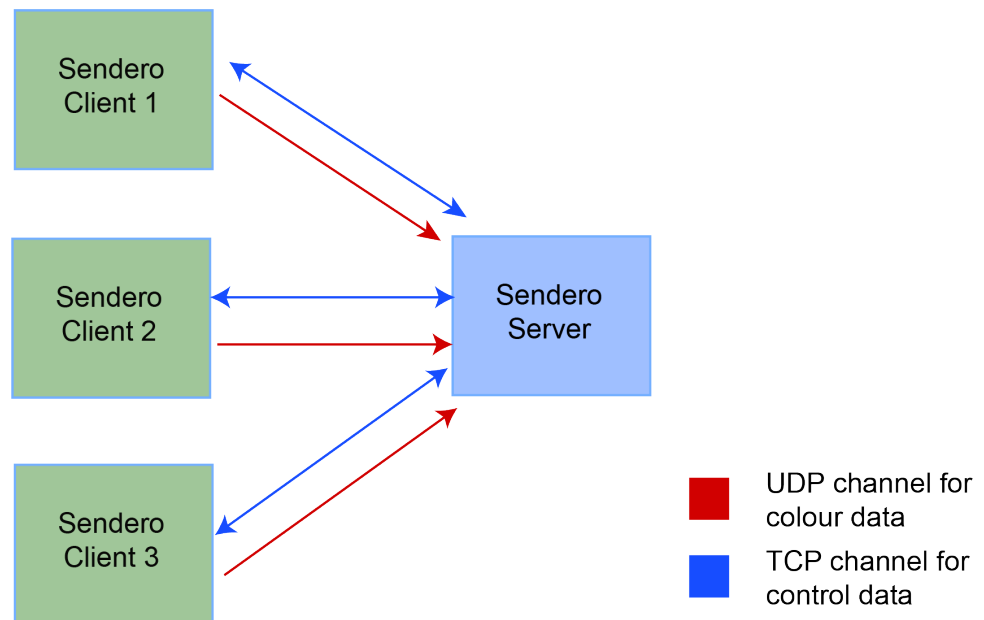 Sendero
Client 1
Sendero
Client 2
Sendero
Server
Sendero
Client 3
UDP channel for
colour data
TCP channel for
control data